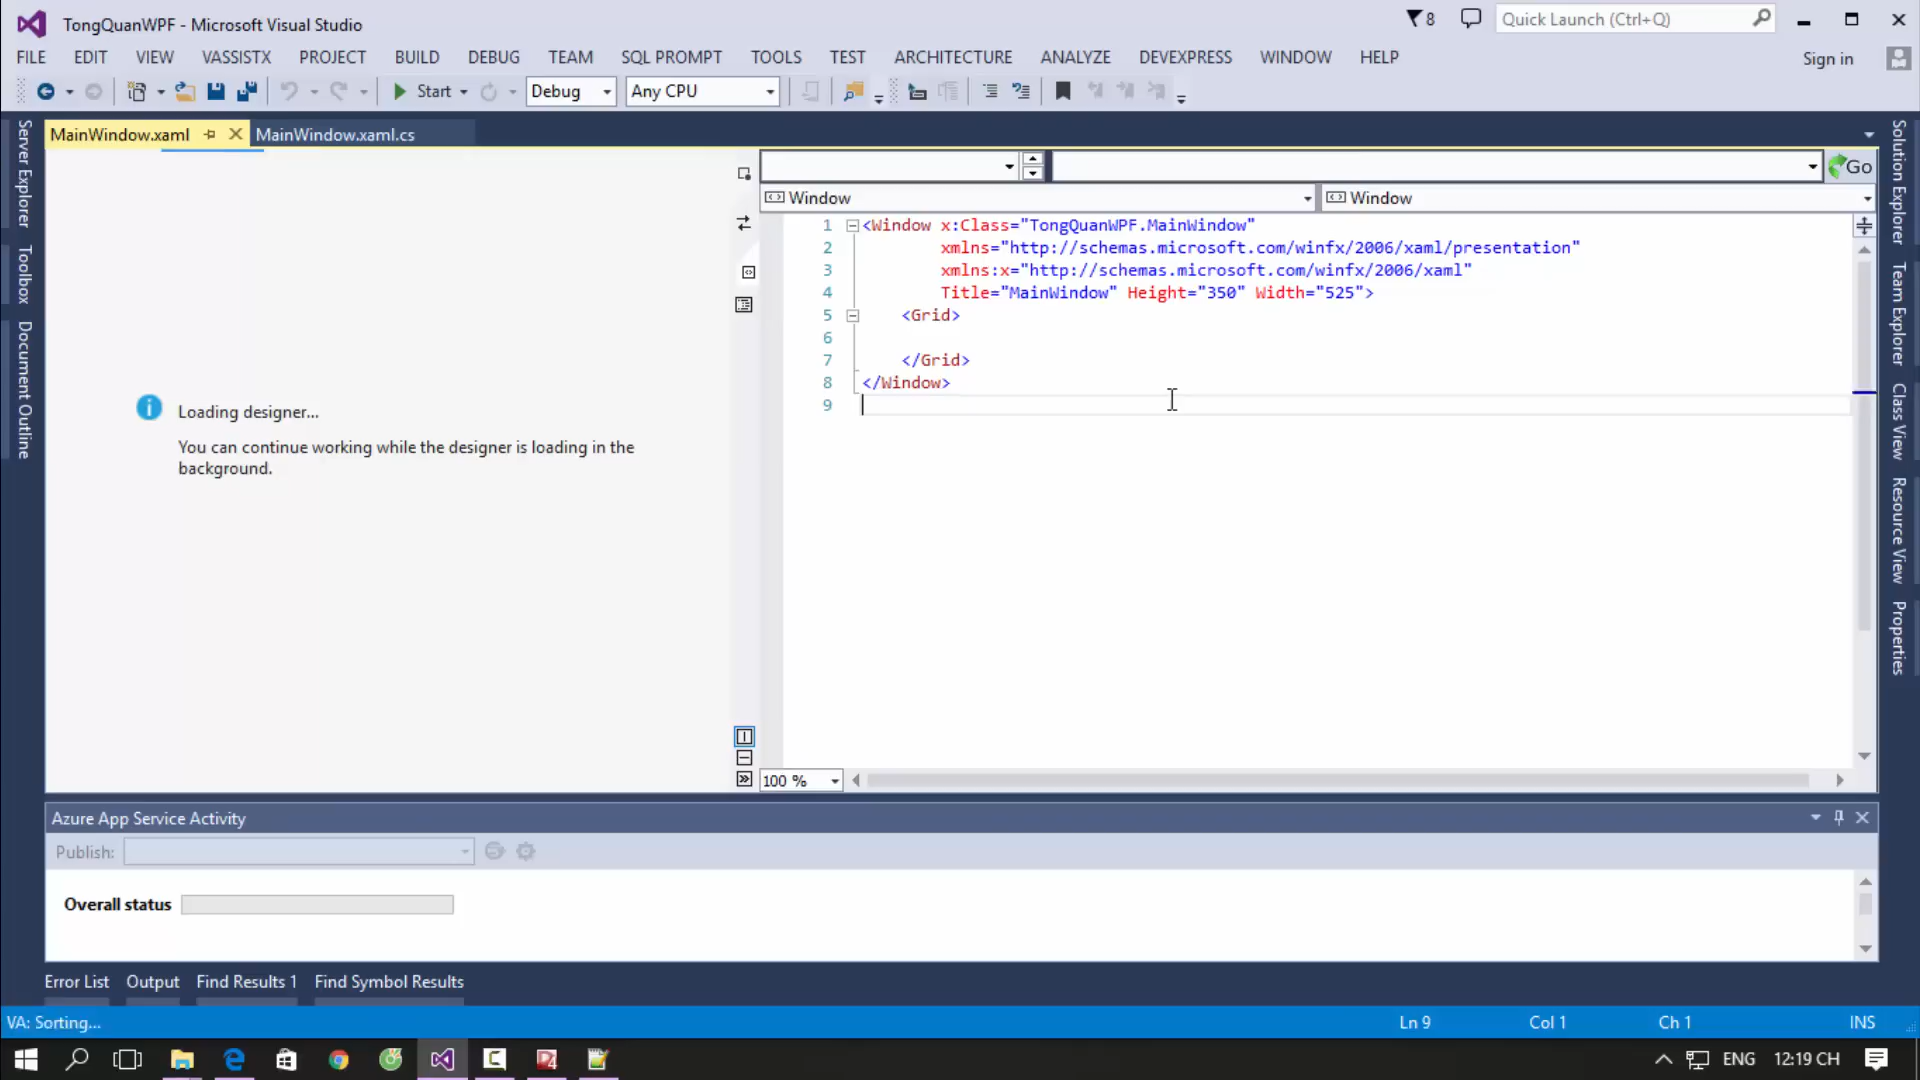 TongQuanWPF - Microsoft Visual Studio
8
Quick Launch (Ctrl+Q)
FILE EDIT VIEW VASSISTX PROJECT BUILD DEBUG TEAM SQL PROMPT TOOLS TEST ARCHITECTURE ANALYZE DEVEXPRESS WINDOW HELP
Sign in
Start Debug Any CPU
Server Explorer
Toolbox
Document Outline
MainWindow.xaml
MainWindow.xaml.cs
Go
Window
Window
1 <Window x:Class="TongQuanWPF.MainWindow"
2 xmlns="http://schemas.microsoft.com/winfx/2006/xaml/presentation"
3 xmlns:x="http://schemas.microsoft.com/winfx/2006/xaml"
4 Title="MainWindow" Height="350" Width="525">
5 <Grid>
6
7 </Grid>
8 </Window>
9
Loading designer...
You can continue working while the designer is loading in the
background.
100 %
Solution Explorer
Team Explorer
Class View
Resource View
Properties
Azure App Service Activity
Publish:
Overall status
Error List Output Find Results 1 Find Symbol Results
VA: Sorting...
Ln 9 Col 1 Ch 1 INS
ENG 12:19 CH